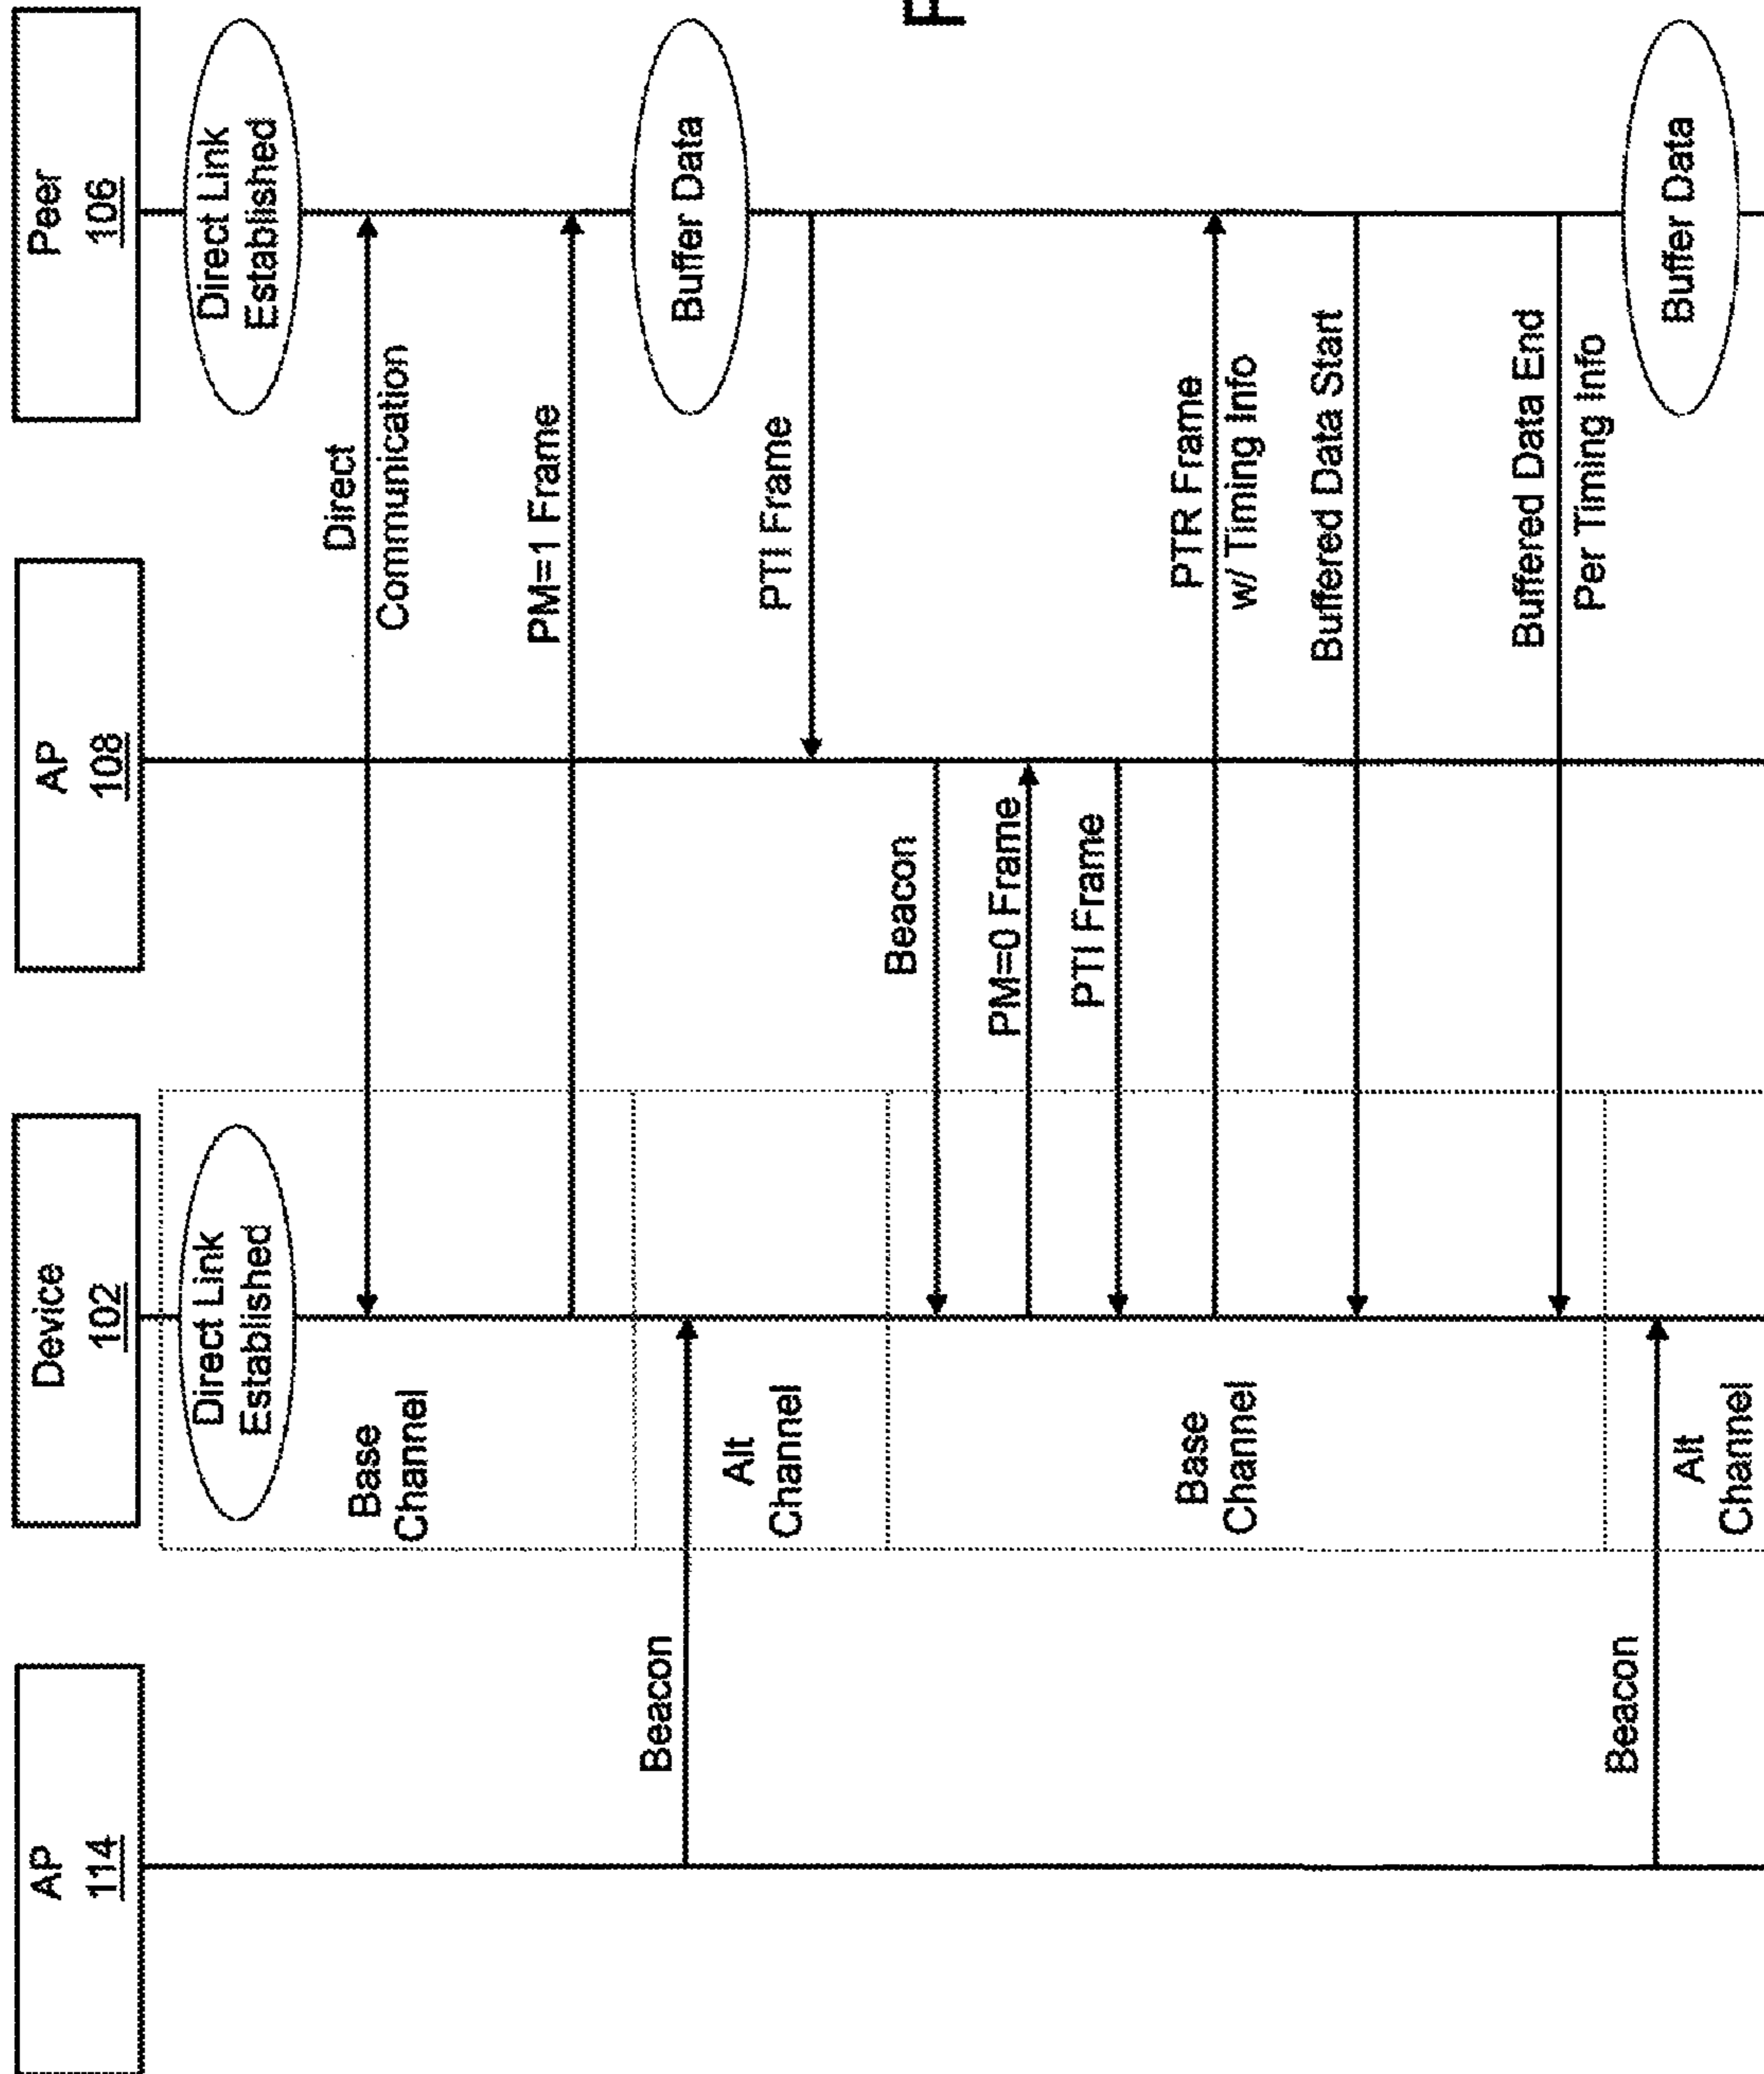 AP
114
Device
102
AP
108
Peer
106
Direct Link
Established
Direct Link
Established
Base
Channel
Direct
Communication
PM=1 Frame
Beacon
Alt
Channel
Buffer Data
PTI Frame
Beacon
PM=0 Frame
PTI Frame
Base
Channel
PTR Frame
w/ Timing Info
Buffered Data Start
Buffered Data End
Per Timing Info
Beacon
Alt
Channel
Buffer Data